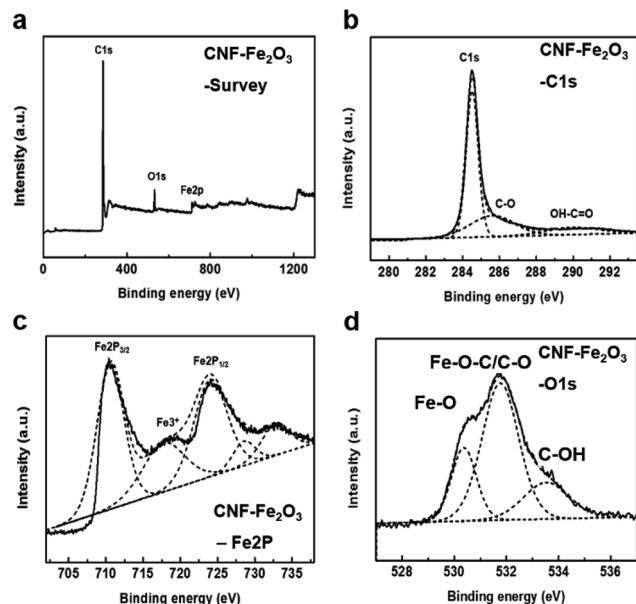 a
CNF-Fe₂O₃
-Survey
C1s
O1s
Fe2p
Intensity (a.u.)
0 400 800 1200
Binding energy (eV)
b
CNF-Fe₂O₃
-C1s
C1s
C-O
OH-C=O
Intensity (a.u.)
280 282 284 286 288 290 292
Binding energy (eV)
c
Fe2P₃/₂
Fe2P₁/₂
Fe3⁺
CNF-Fe₂O₃
– Fe2P
Intensity (a.u.)
705 710 715 720 725 730 735
Binding energy (eV)
d
CNF-Fe₂O₃
-O1s
Fe-O-C/C-O
Fe-O
C-OH
Intensity (a.u.)
528 530 532 534 536
Binding energy (eV)